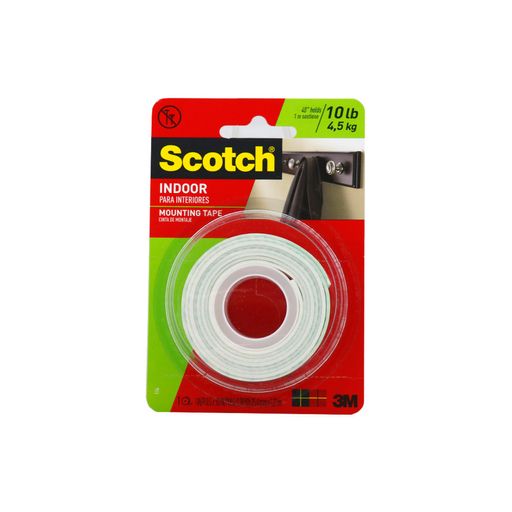 40" holds
1 m sostiene
10 lb
4,5 kg
Scotch
INDOOR
PARA INTERIORES
MOUNTING TAPE
CINTA DE MONTAJE
3M